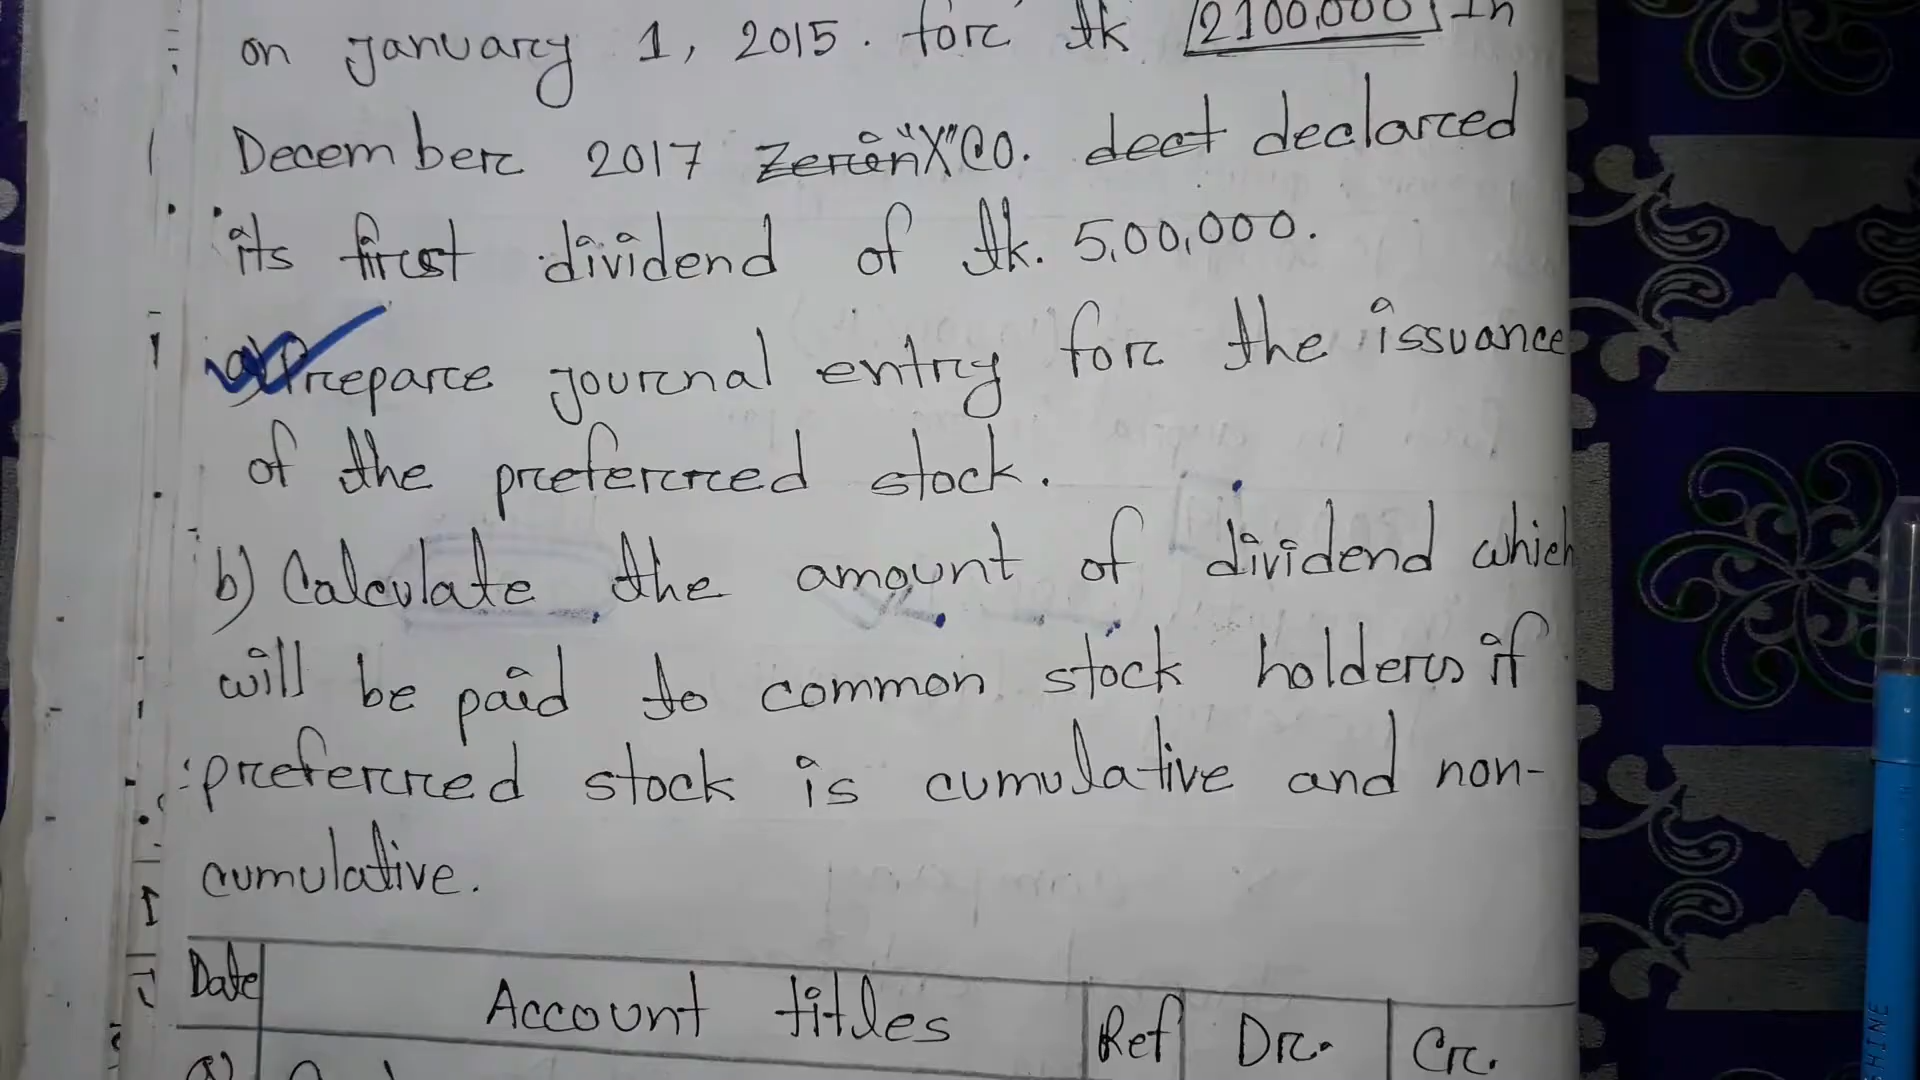 on January 1, 2015. for tk 2100,000 In
December 2017 Zeren "X" Co. dect declared
its first dividend of tk. 5,00,000.
a) Prepare journal entry for the issuance
of the preferred stock.
b) Calculate the amount of dividend which
will be paid to common stock holders if
preferred stock is cumulative and non-
cumulative.
Date Account titles Ref Dr. Cr.
a)
SHINE